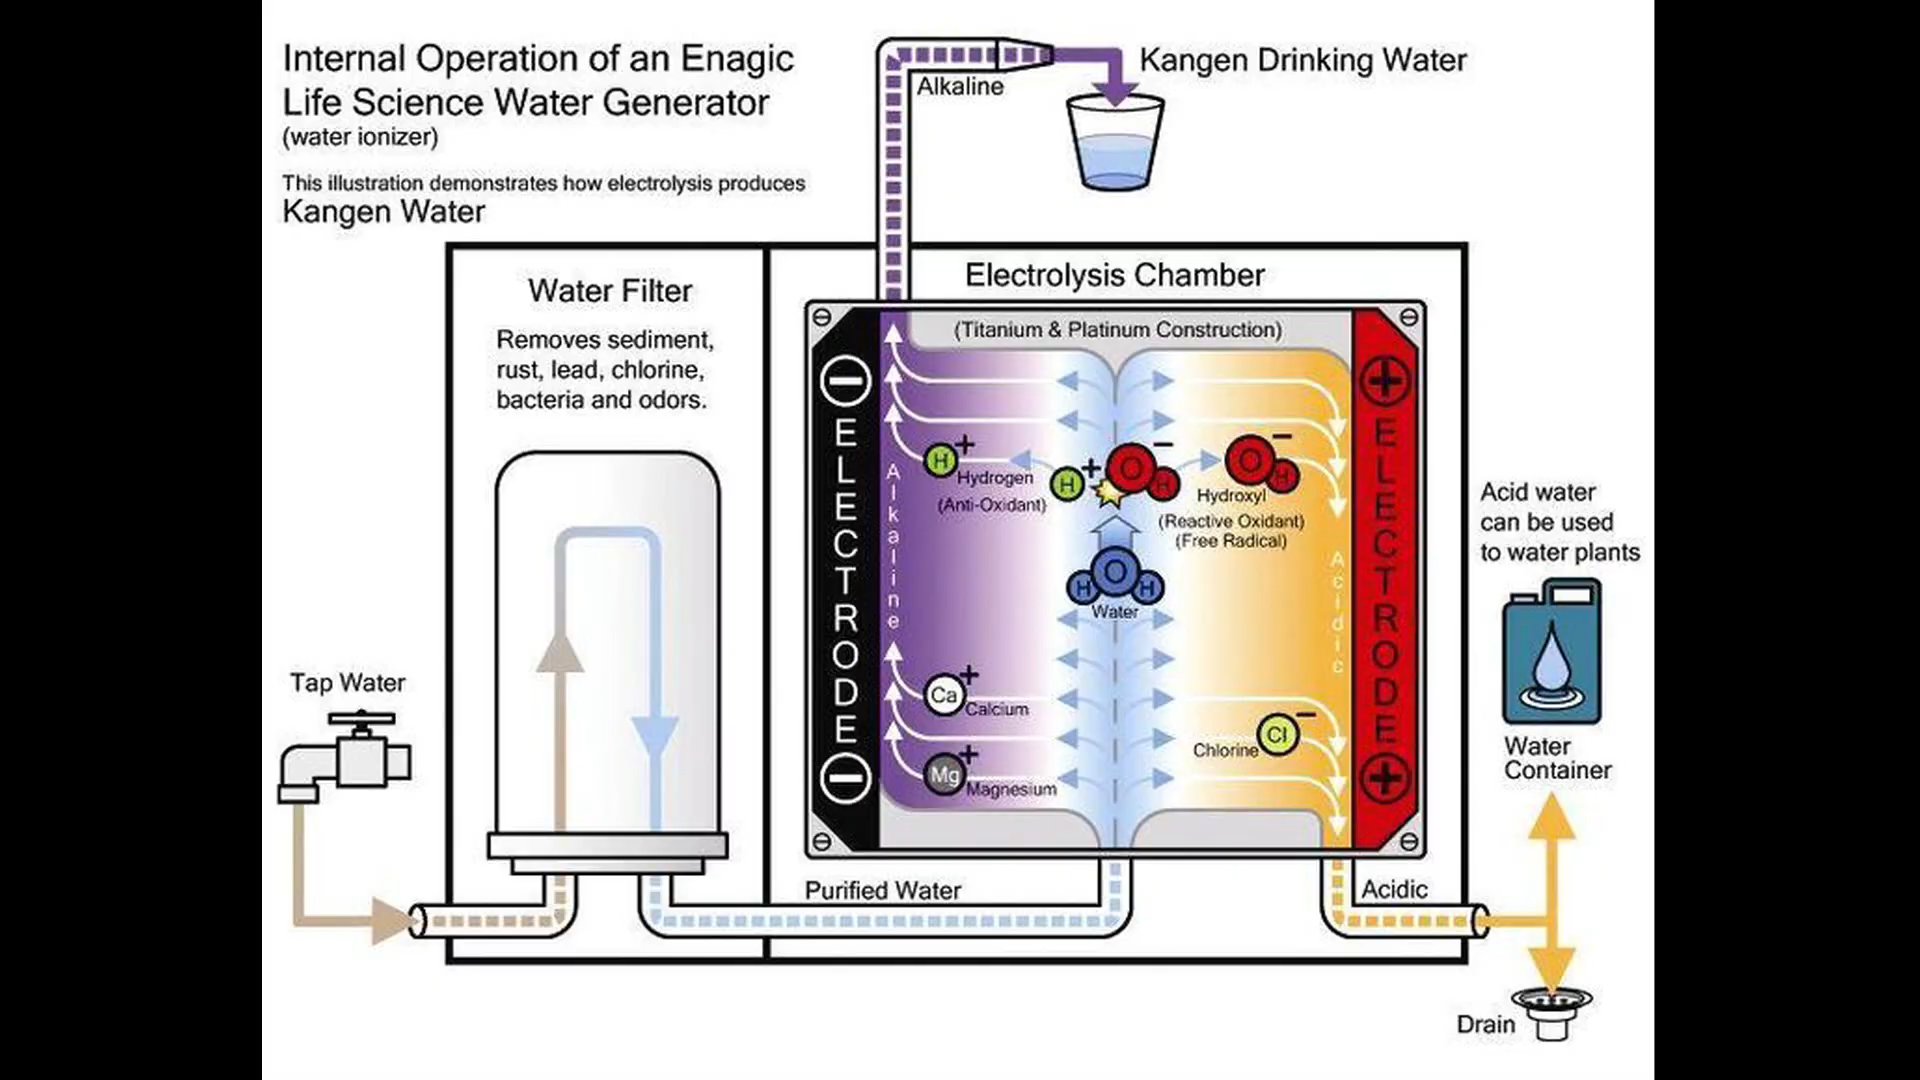 Internal Operation of an Enagic
Life Science Water Generator
(water ionizer)
This illustration demonstrates how electrolysis produces
Kangen Water
Alkaline
Kangen Drinking Water
Water Filter
Removes sediment,
rust, lead, chlorine,
bacteria and odors.
Electrolysis Chamber
(Titanium & Platinum Construction)
ELECTRODE
Alkaline
H +
Hydrogen
(Anti-Oxidant)
H + O H −
O H −
Hydroxyl
(Reactive Oxidant)
(Free Radical)
H O H
Water
Ca +
Calcium
Mg +
Magnesium
Cl −
Chlorine
Acidic
ELECTRODE
Acid water
can be used
to water plants
Water
Container
Tap Water
Purified Water
Acidic
Drain